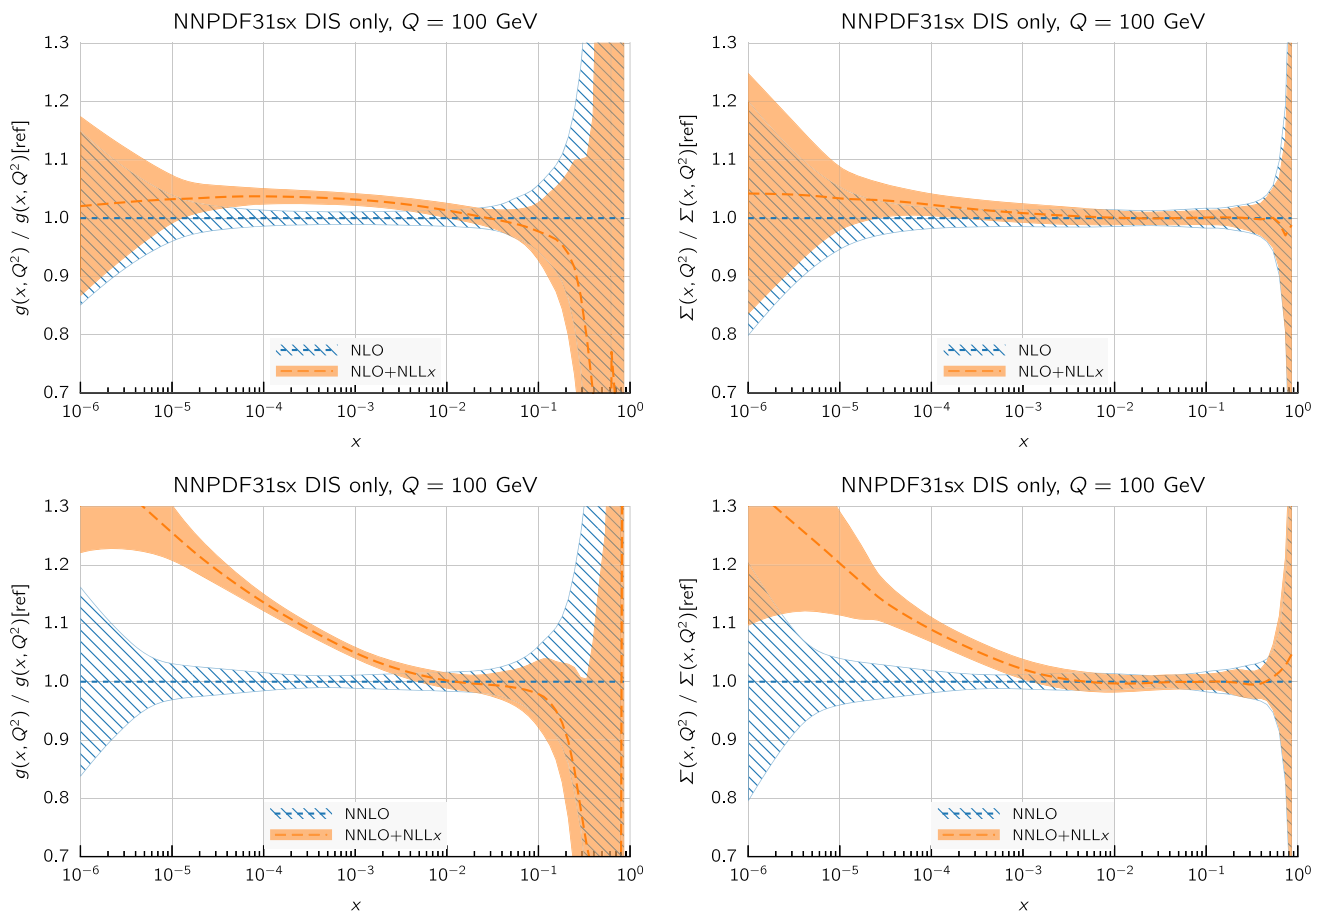 NNPDF31sx DIS only, Q = 100 GeV
g(x, Q²) / g(x, Q²)[ref]
1.3
1.2
1.1
1.0
0.9
0.8
0.7
NLO
NLO+NLLx
10⁻⁶ 10⁻⁵ 10⁻⁴ 10⁻³ 10⁻² 10⁻¹ 10⁰
x
NNPDF31sx DIS only, Q = 100 GeV
Σ(x, Q²) / Σ(x, Q²)[ref]
1.3
1.2
1.1
1.0
0.9
0.8
0.7
NLO
NLO+NLLx
10⁻⁶ 10⁻⁵ 10⁻⁴ 10⁻³ 10⁻² 10⁻¹ 10⁰
x
NNPDF31sx DIS only, Q = 100 GeV
g(x, Q²) / g(x, Q²)[ref]
1.3
1.2
1.1
1.0
0.9
0.8
0.7
NNLO
NNLO+NLLx
10⁻⁶ 10⁻⁵ 10⁻⁴ 10⁻³ 10⁻² 10⁻¹ 10⁰
x
NNPDF31sx DIS only, Q = 100 GeV
Σ(x, Q²) / Σ(x, Q²)[ref]
1.3
1.2
1.1
1.0
0.9
0.8
0.7
NNLO
NNLO+NLLx
10⁻⁶ 10⁻⁵ 10⁻⁴ 10⁻³ 10⁻² 10⁻¹ 10⁰
x